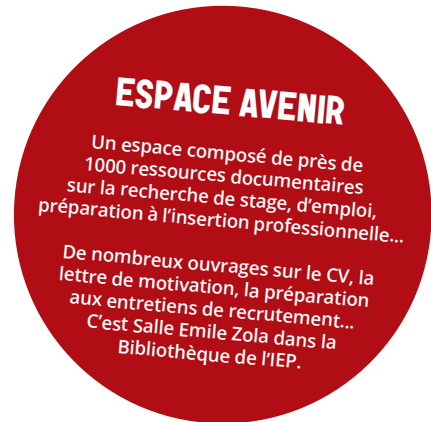 ESPACE AVENIR
Un espace composé de près de
1000 ressources documentaires
sur la recherche de stage, d’emploi,
préparation à l’insertion professionnelle...
De nombreux ouvrages sur le CV, la
lettre de motivation, la préparation
aux entretiens de recrutement...
C’est Salle Emile Zola dans la
Bibliothèque de l’IEP.